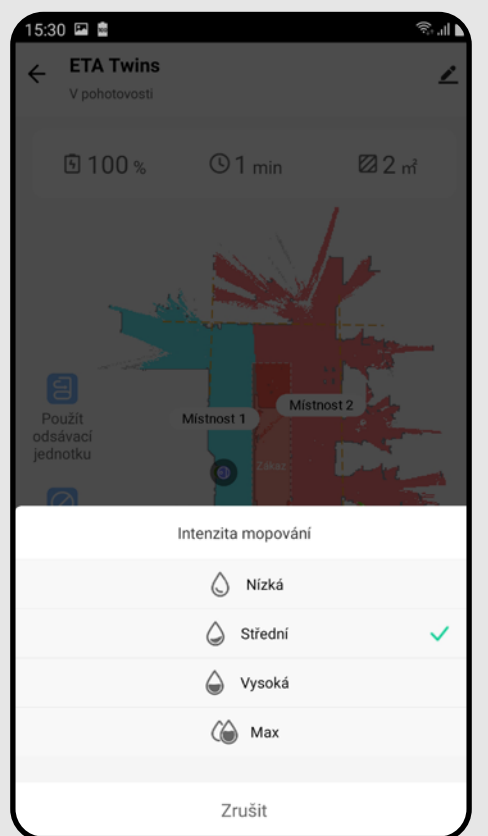 15:30
ETA Twins
V pohotovosti
100 %
1 min
2 m²
Místnost 1
Místnost 2
Použít
odsávací
jednotku
Zákaz
Intenzita mopování
Nízká
Střední
Vysoká
Max
Zrušit